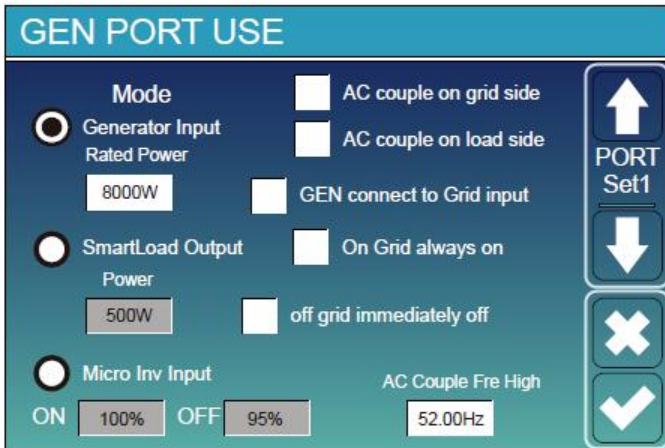 GEN PORT USE
Mode
AC couple on grid side
Generator Input
AC couple on load side
Rated Power
8000W
GEN connect to Grid input
SmartLoad Output
On Grid always on
Power
500W
off grid immediately off
Micro Inv Input
AC Couple Fre High
ON 100% OFF 95%
52.00Hz
PORT
Set1